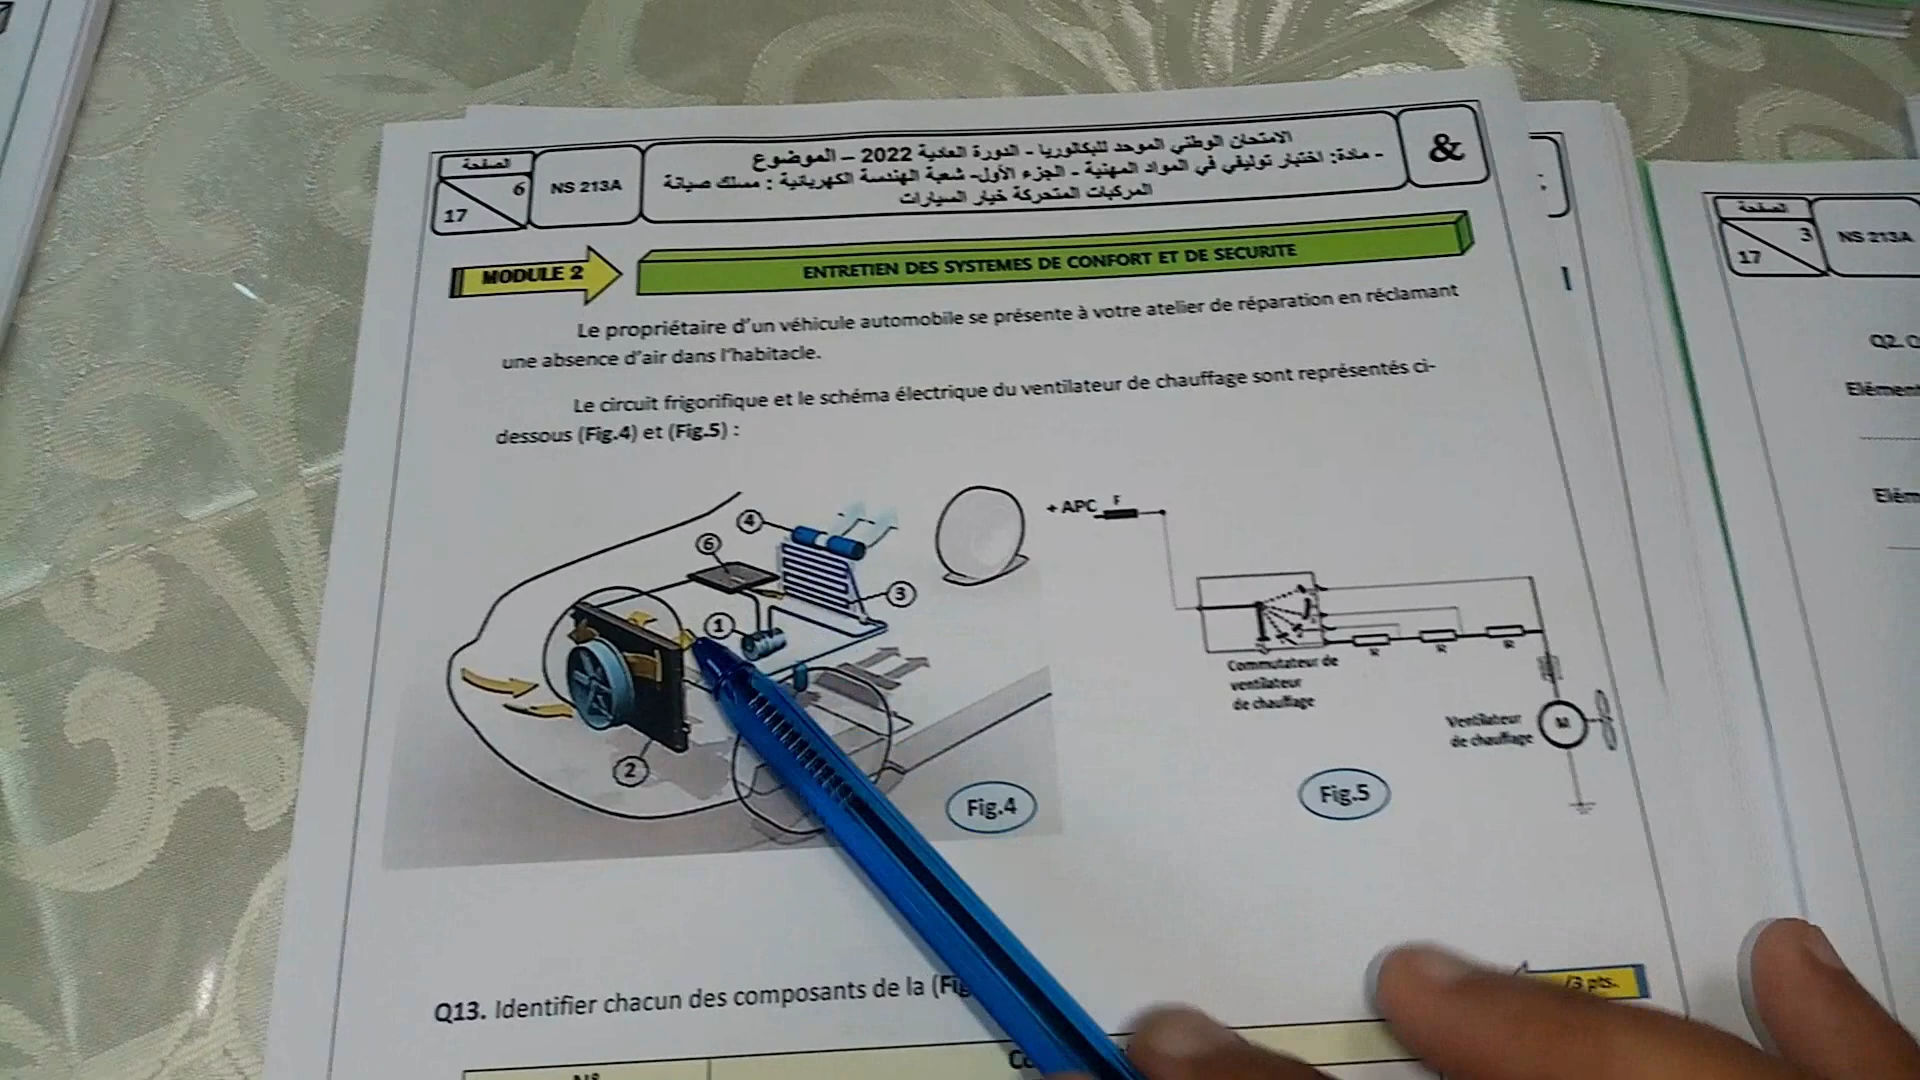 الصفحة
6
17
NS 213A
الامتحان الوطني الموحد للبكالوريا - الدورة العادية 2022 – الموضوع
- مادة: اختبار توليفي في المواد المهنية - الجزء الأول- شعبة الهندسة الكهربائية : مسلك صيانة
المركبات المتحركة خيار السيارات
&
MODULE 2
ENTRETIEN DES SYSTEMES DE CONFORT ET DE SECURITE
Le propriétaire d'un véhicule automobile se présente à votre atelier de réparation en réclamant
une absence d'air dans l'habitacle.
Le circuit frigorifique et le schéma électrique du ventilateur de chauffage sont représentés ci-
dessous (Fig.4) et (Fig.5) :
4
6
3
1
2
Fig.4
+ APC
F
R
R
R
Commutateur de
ventilateur
de chauffage
Ventilateur
de chauffage
M
Fig.5
Q13. Identifier chacun des composants de la (Fig
/3 pts.
N°
الصفحة
3
17
NS 213A
Q2.
Elément